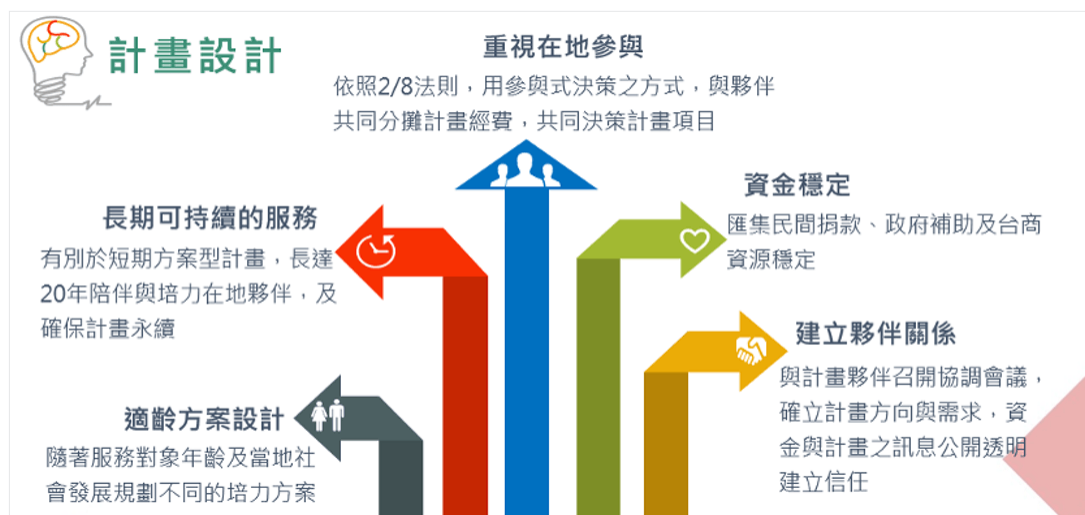 計畫設計
重視在地參與
依照2/8法則，用參與式決策之方式，與夥伴
共同分攤計畫經費，共同決策計畫項目
長期可持續的服務
有別於短期方案型計畫，長達
20年陪伴與培力在地夥伴，及
確保計畫永續
資金穩定
匯集民間捐款、政府補助及台商
資源穩定
適齡方案設計
隨著服務對象年齡及當地社
會發展規劃不同的培力方案
建立夥伴關係
與計畫夥伴召開協調會議，
確立計畫方向與需求，資
金與計畫之訊息公開透明
建立信任